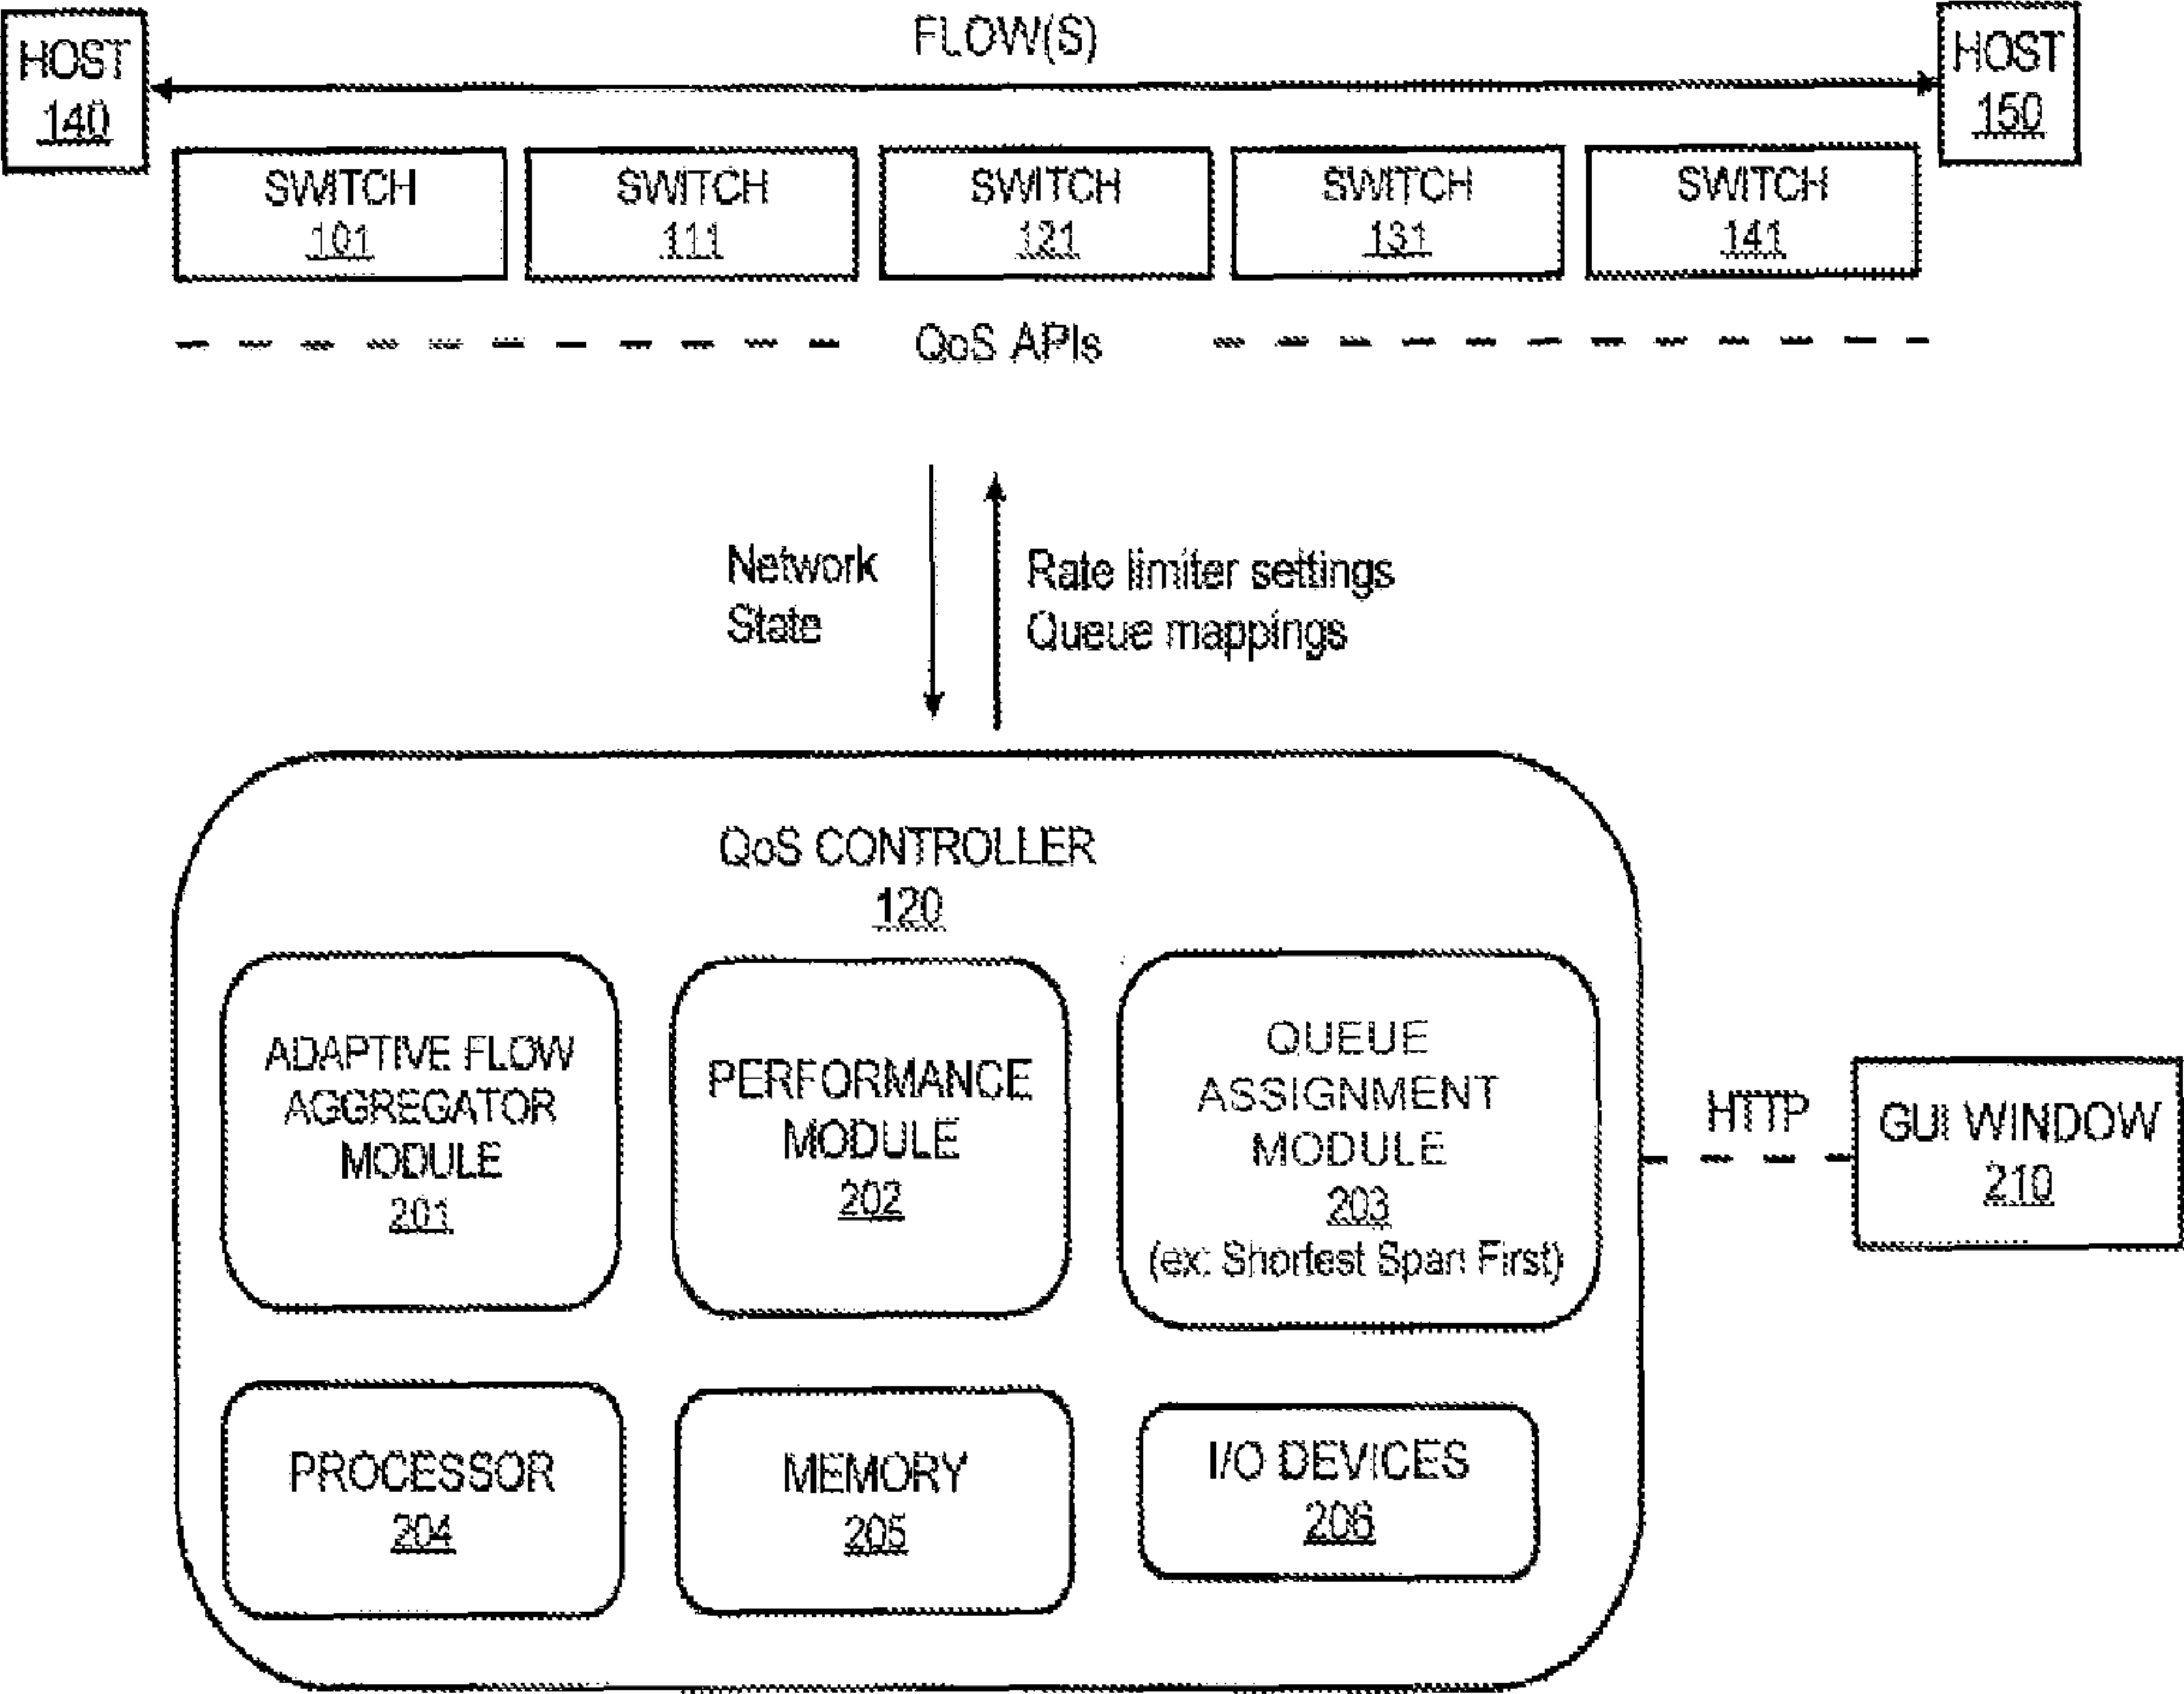 FLOW(S)
HOST
140
HOST
150
SWITCH
101
SWITCH
111
SWITCH
121
SWITCH
131
SWITCH
141
QoS APIs
Network
State
Rate limiter settings
Queue mappings
QoS CONTROLLER
120
ADAPTIVE FLOW
AGGREGATOR
MODULE
201
PERFORMANCE
MODULE
202
QUEUE
ASSIGNMENT
MODULE
203
(ex: Shortest Span First)
HTTP
GUI WINDOW
210
PROCESSOR
204
MEMORY
205
I/O DEVICES
206